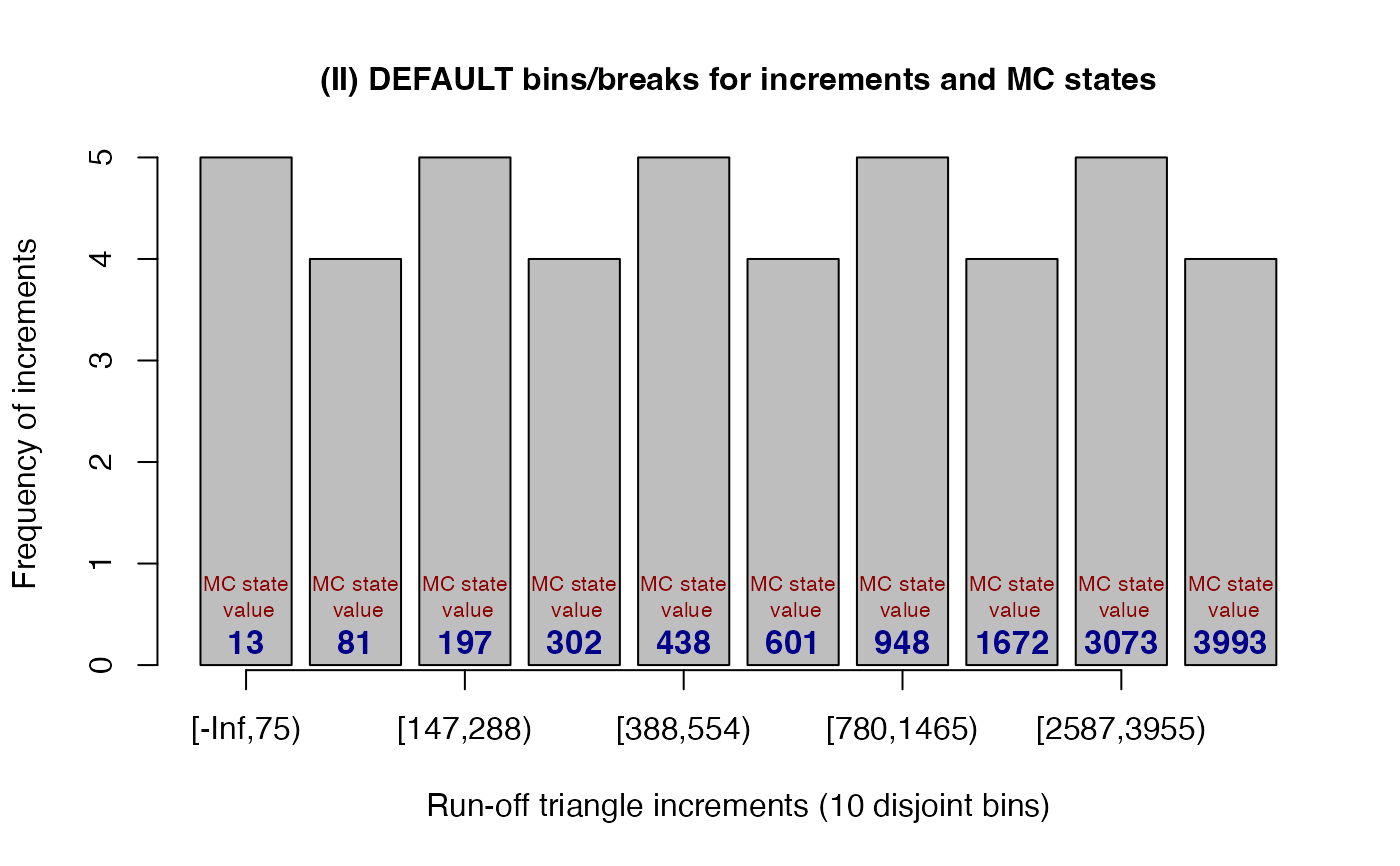 (II) DEFAULT bins/breaks for increments and MC states
Frequency of increments
5
4
3
2
1
0
MC state MC state MC state MC state MC state MC state MC state MC state MC state MC state
value value value value value value value value value value
13 81 197 302 438 601 948 1672 3073 3993
[-Inf,75) [147,288) [388,554) [780,1465) [2587,3955)
Run-off triangle increments (10 disjoint bins)